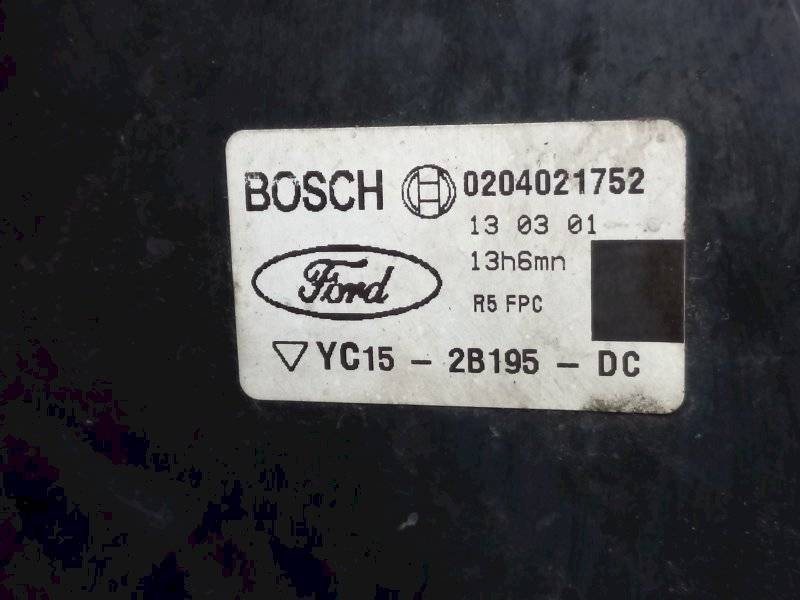 BOSCH 0204021752
13 03 01
13h6mn
Ford
R5 FPC
YC15 - 2B195 - DC